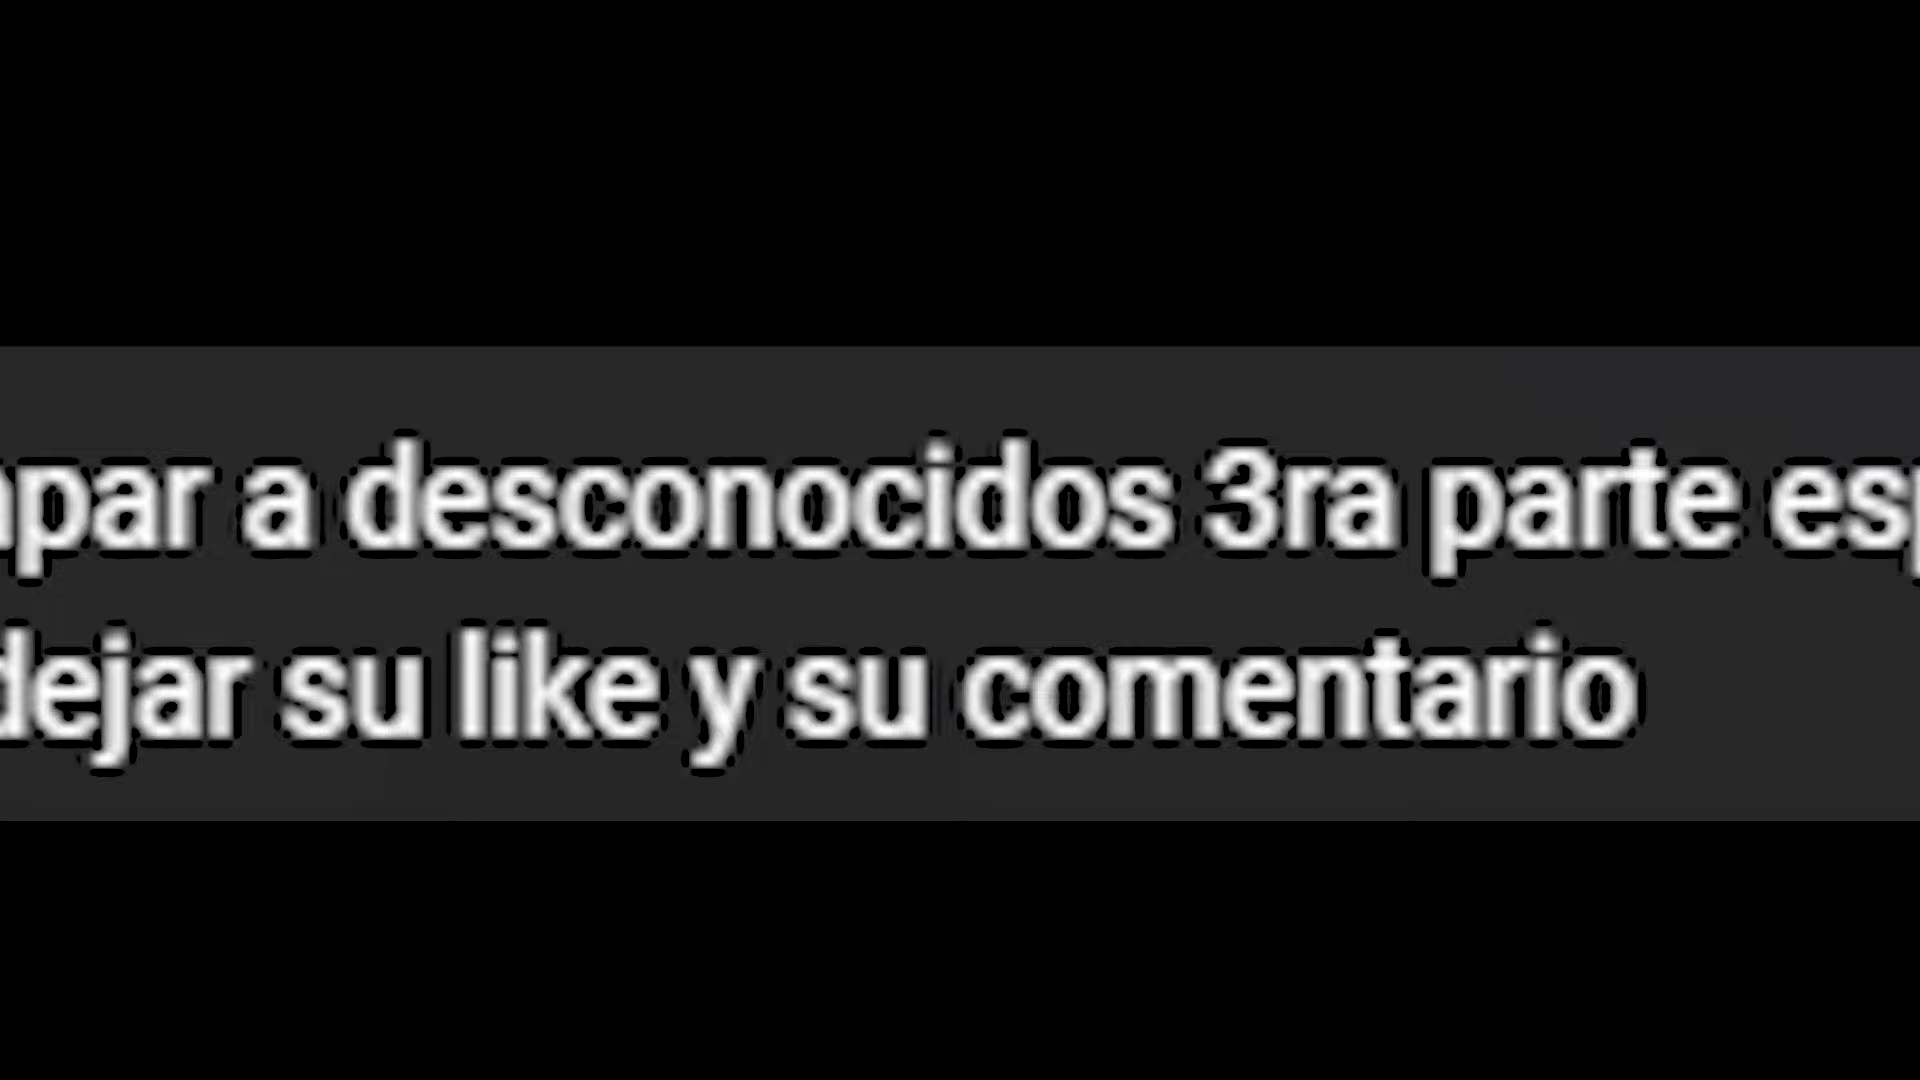 par a desconocidos 3ra parte esp
dejar su like y su comentario